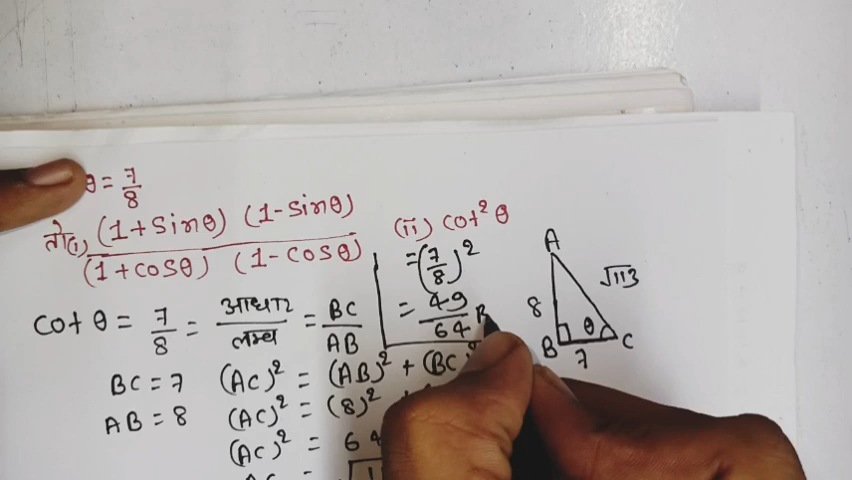 θ = 7/8
तो (i) (1+sinθ) (1-sinθ) / (1+cosθ) (1-cosθ)
(ii) cot² θ
= (7/8)²
= 49/64
cot θ = 7/8 = आधार/लम्ब = BC/AB
BC = 7
AB = 8
(AC)² = (AB)² + (BC)²
(AC)² = (8)²
(AC)² = 64
A
8
√113
B
θ
C
7